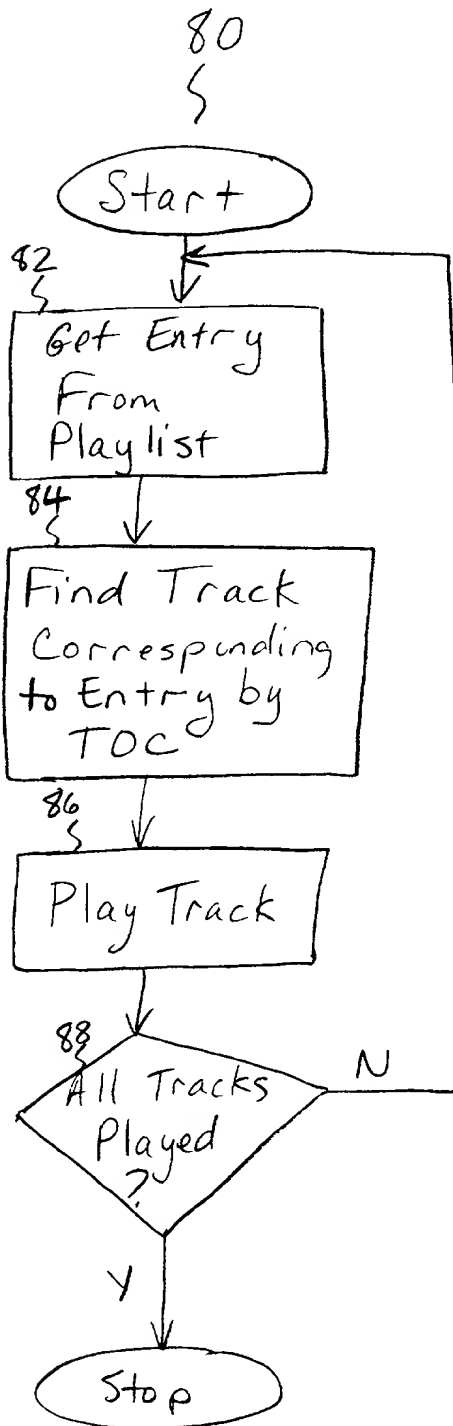 80
Start
82
Get Entry
From
Playlist
84
Find Track
Corresponding
to Entry by
TOC
86
Play Track
88
All Tracks
Played
?
N
Y
Stop